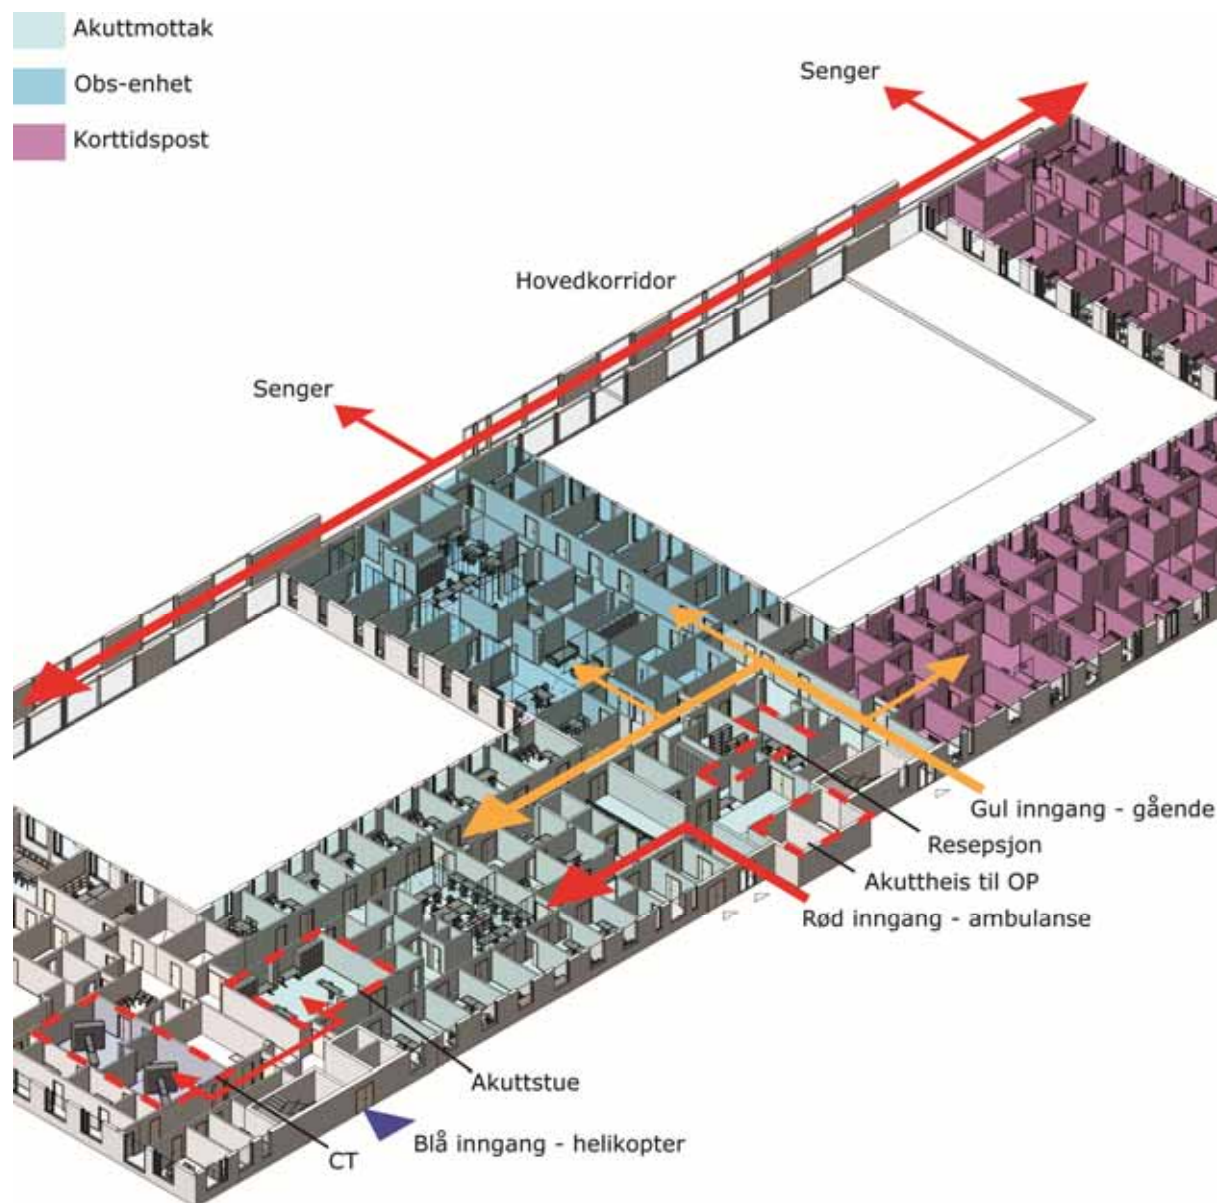 Akuttmottak
Obs-enhet
Korttidspost
Senger
Hovedkorridor
Senger
Gul inngang - gående
Resepsjon
Akuttheis til OP
Rød inngang - ambulanse
Akuttstue
Blå inngang - helikopter
CT